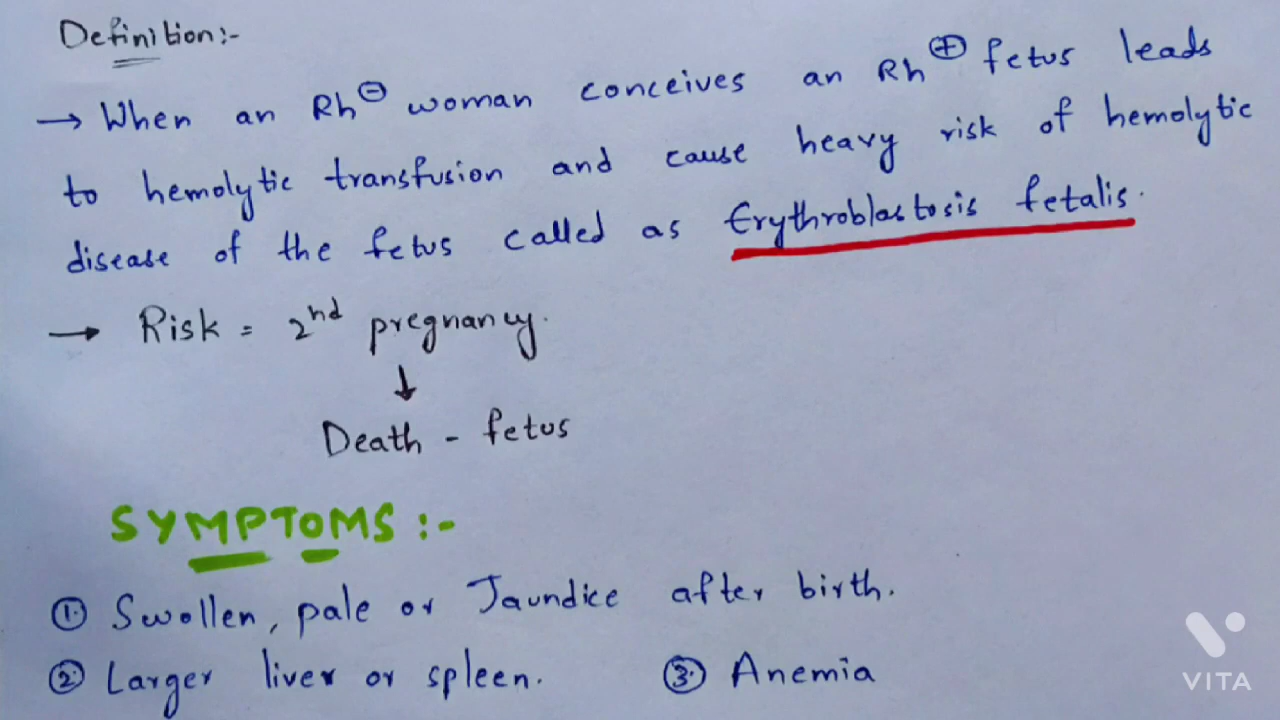 Definition:-
→ When an Rh⊖ woman conceives an Rh⊕ fetus leads
to hemolytic transfusion and cause heavy risk of hemolytic
disease of the fetus called as Erythroblastosis fetalis.
→ Risk = 2nd pregnancy.
↓
Death - fetus
SYMPTOMS :-
① Swollen, pale or Jaundice after birth.
② Larger liver or spleen. ③ Anemia
VITA